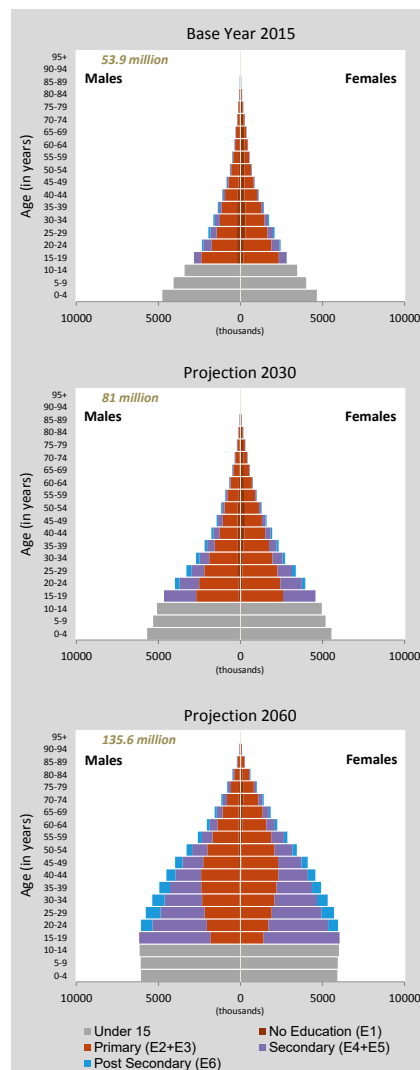 Base Year 2015
53.9 million
Males
Females
Age (in years)
95+
90-94
85-89
80-84
75-79
70-74
65-69
60-64
55-59
50-54
45-49
40-44
35-39
30-34
25-29
20-24
15-19
10-14
5-9
0-4
10000 5000 0 5000 10000
(thousands)
Projection 2030
81 million
Males
Females
Age (in years)
95+
90-94
85-89
80-84
75-79
70-74
65-69
60-64
55-59
50-54
45-49
40-44
35-39
30-34
25-29
20-24
15-19
10-14
5-9
0-4
10000 5000 0 5000 10000
(thousands)
Projection 2060
135.6 million
Males
Females
Age (in years)
95+
90-94
85-89
80-84
75-79
70-74
65-69
60-64
55-59
50-54
45-49
40-44
35-39
30-34
25-29
20-24
15-19
10-14
5-9
0-4
10000 5000 0 5000 10000
(thousands)
Under 15 No Education (E1)
Primary (E2+E3) Secondary (E4+E5)
Post Secondary (E6)